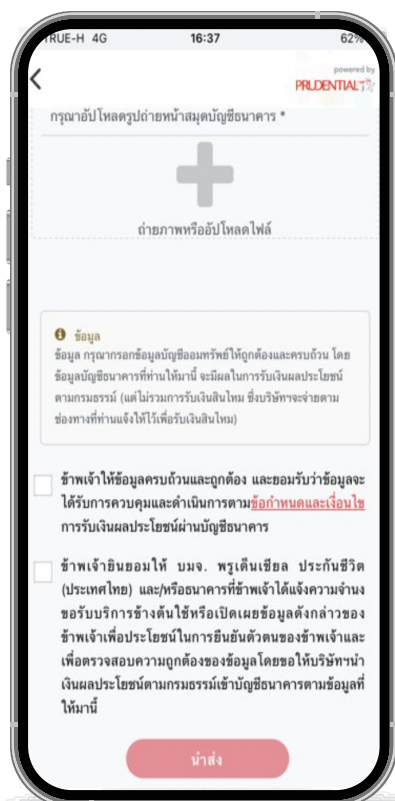 TRUE-H 4G 16:37 62%
powered by
PRUDENTIAL
กรุณาอัปโหลดรูปถ่ายหน้าสมุดบัญชีธนาคาร *
ถ่ายภาพหรืออัปโหลดไฟล์
ข้อมูล
ข้อมูล กรุณากรอกข้อมูลบัญชีออมทรัพย์ให้ถูกต้องและครบถ้วน โดย
ข้อมูลบัญชีธนาคารที่ท่านให้มานี้ จะมีผลในการรับเงินผลประโยชน์
ตามกรมธรรม์ (แต่ไม่รวมการรับเงินสินไหม ซึ่งบริษัทฯจะจ่ายตาม
ช่องทางที่ท่านแจ้งให้ไว้เพื่อรับเงินสินไหม)
ข้าพเจ้าให้ข้อมูลครบถ้วนและถูกต้อง และยอมรับว่าข้อมูลจะ
ได้รับการควบคุมและดำเนินการตามข้อกำหนดและเงื่อนไข
การรับเงินผลประโยชน์ผ่านบัญชีธนาคาร
ข้าพเจ้ายินยอมให้ บมจ. พรูเด็นเชียล ประกันชีวิต
(ประเทศไทย) และ/หรือธนาคารที่ข้าพเจ้าได้แจ้งความจำนง
ขอรับบริการข้างต้นใช้หรือเปิดเผยข้อมูลดังกล่าวของ
ข้าพเจ้าเพื่อประโยชน์ในการยืนยันตัวตนของข้าพเจ้าและ
เพื่อตรวจสอบความถูกต้องของข้อมูลโดยขอให้บริษัทฯนำ
เงินผลประโยชน์ตามกรมธรรม์เข้าบัญชีธนาคารตามข้อมูลที่
ให้มานี้
นำส่ง